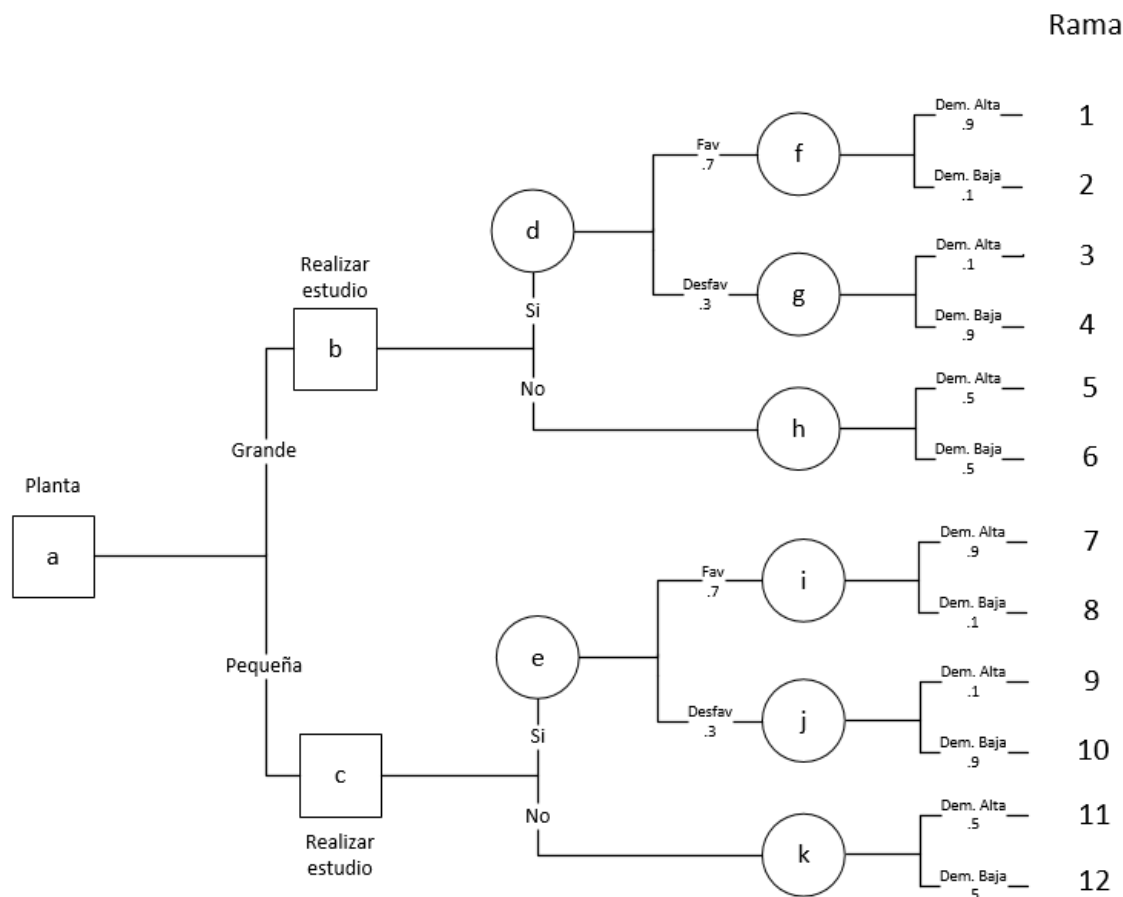 Rama
Dem. Alta
.9
1
Fav
.7
f
Dem. Baja
.1
2
d
Dem. Alta
.1
3
Realizar
estudio
Si
Desfav
.3
g
Dem. Baja
.9
4
b
No
Dem. Alta
.5
5
h
Grande
Dem. Baja
.5
6
Planta
a
Dem. Alta
.9
7
Fav
.7
i
Dem. Baja
.1
8
e
Pequeña
Dem. Alta
.1
9
Desfav
.3
j
Si
Dem. Baja
.9
10
c
No
Dem. Alta
.5
11
Realizar
estudio
k
Dem. Baja
.5
12